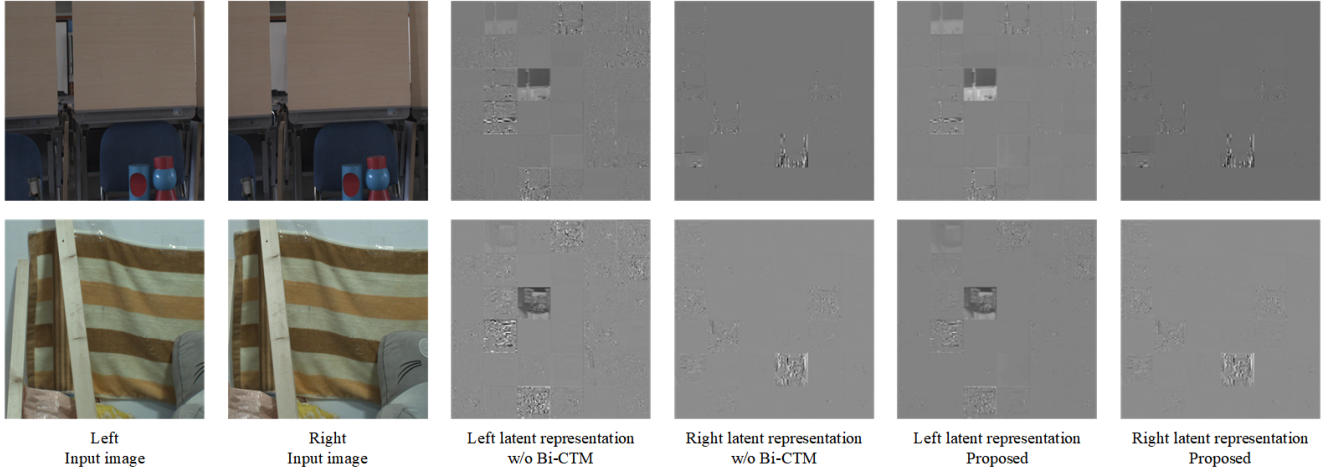 Left
Input image
Right
Input image
Left latent representation
w/o Bi-CTM
Right latent representation
w/o Bi-CTM
Left latent representation
Proposed
Right latent representation
Proposed